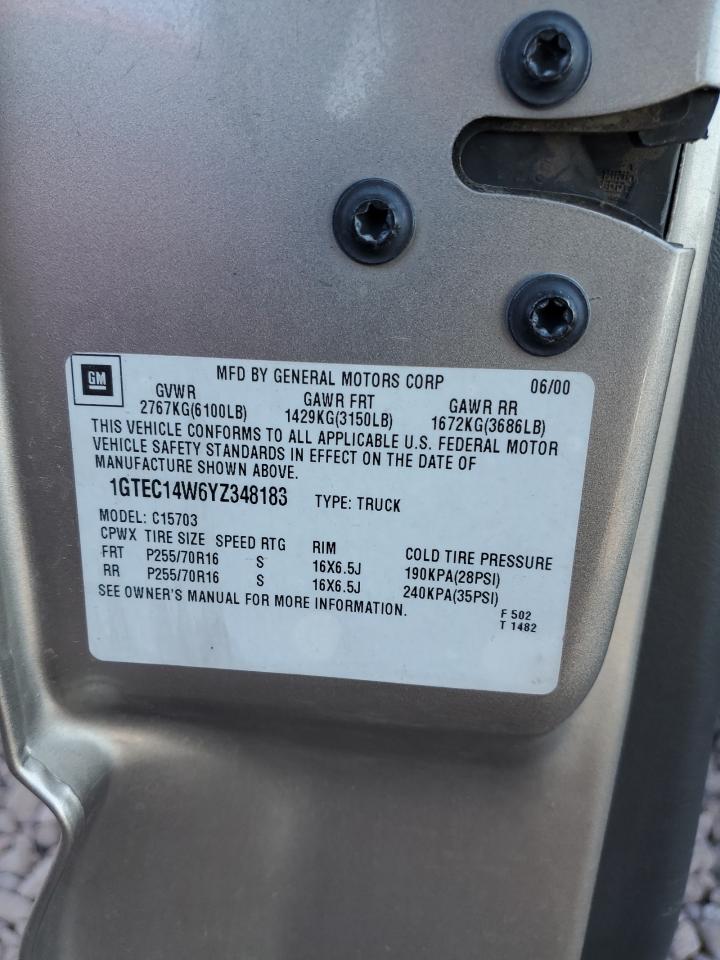 GM
MFD BY GENERAL MOTORS CORP 06/00
GVWR GAWR FRT GAWR RR
2767KG(6100LB) 1429KG(3150LB) 1672KG(3686LB)
THIS VEHICLE CONFORMS TO ALL APPLICABLE U.S. FEDERAL MOTOR
VEHICLE SAFETY STANDARDS IN EFFECT ON THE DATE OF
MANUFACTURE SHOWN ABOVE.
1GTEC14W6YZ348183 TYPE: TRUCK
MODEL: C15703
CPWX TIRE SIZE SPEED RTG RIM COLD TIRE PRESSURE
FRT P255/70R16 S 16X6.5J 190KPA(28PSI)
RR P255/70R16 S 16X6.5J 240KPA(35PSI)
SEE OWNER'S MANUAL FOR MORE INFORMATION.
F 502
T 1482